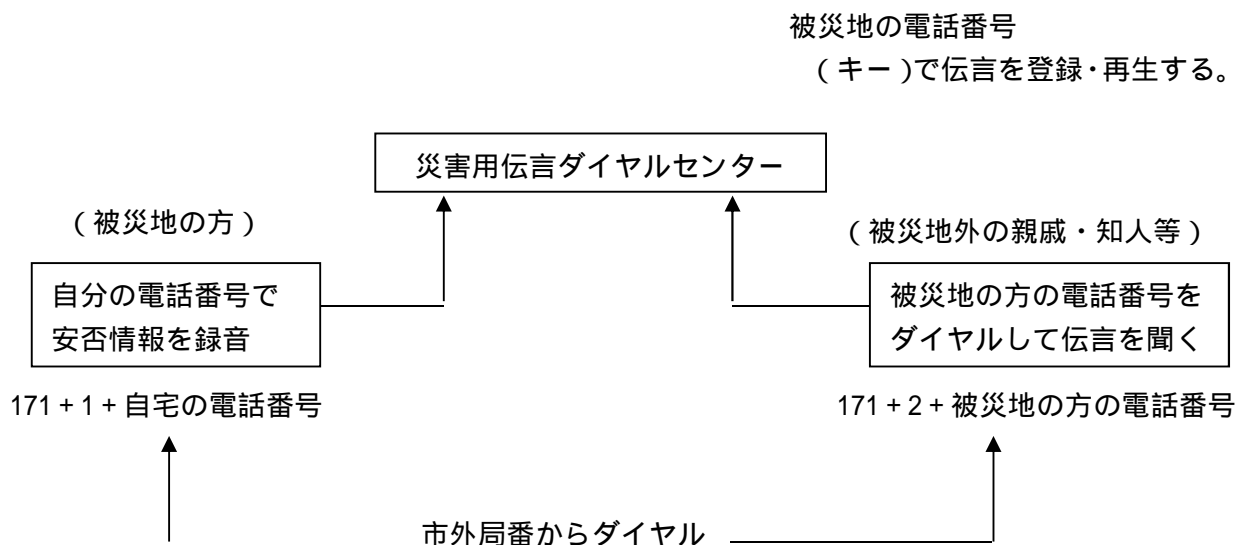 被災地の電話番号
（キー）で伝言を登録・再生する。
災害用伝言ダイヤルセンター
（被災地の方）
（被災地外の親戚・知人等）
自分の電話番号で
安否情報を録音
被災地の方の電話番号を
ダイヤルして伝言を聞く
171+1+自宅の電話番号
171+2+被災地の方の電話番号
市外局番からダイヤル